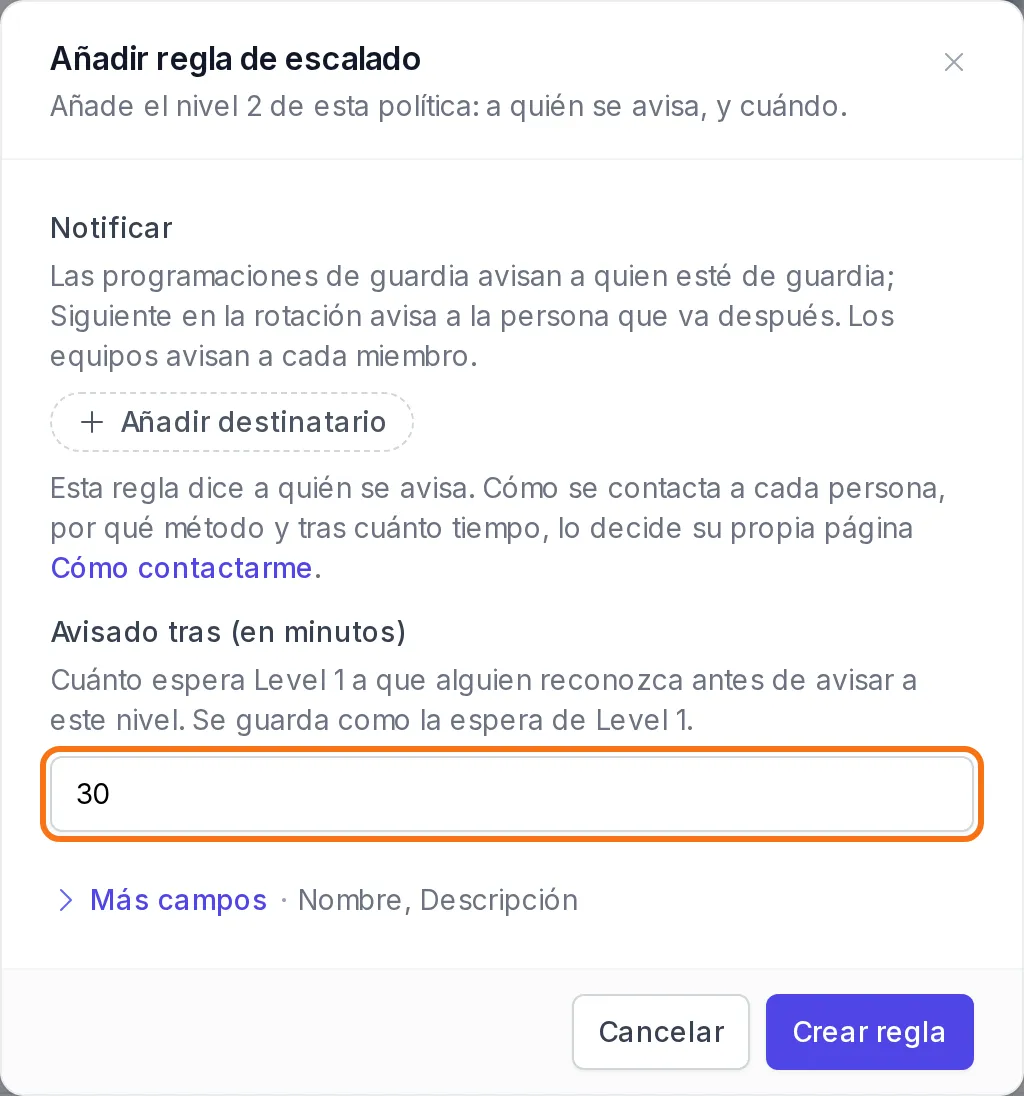 Añadir regla de escalado
Añade el nivel 2 de esta política: a quién se avisa, y cuándo.
Notificar
Las programaciones de guardia avisan a quien esté de guardia;
Siguiente en la rotación avisa a la persona que va después. Los
equipos avisan a cada miembro.
Añadir destinatario
Esta regla dice a quién se avisa. Cómo se contacta a cada persona,
por qué método y tras cuánto tiempo, lo decide su propia página
Cómo contactarme.
Avisado tras (en minutos)
Cuánto espera Level 1 a que alguien reconozca antes de avisar a
este nivel. Se guarda como la espera de Level 1.
30
Más campos · Nombre, Descripción
Cancelar
Crear regla